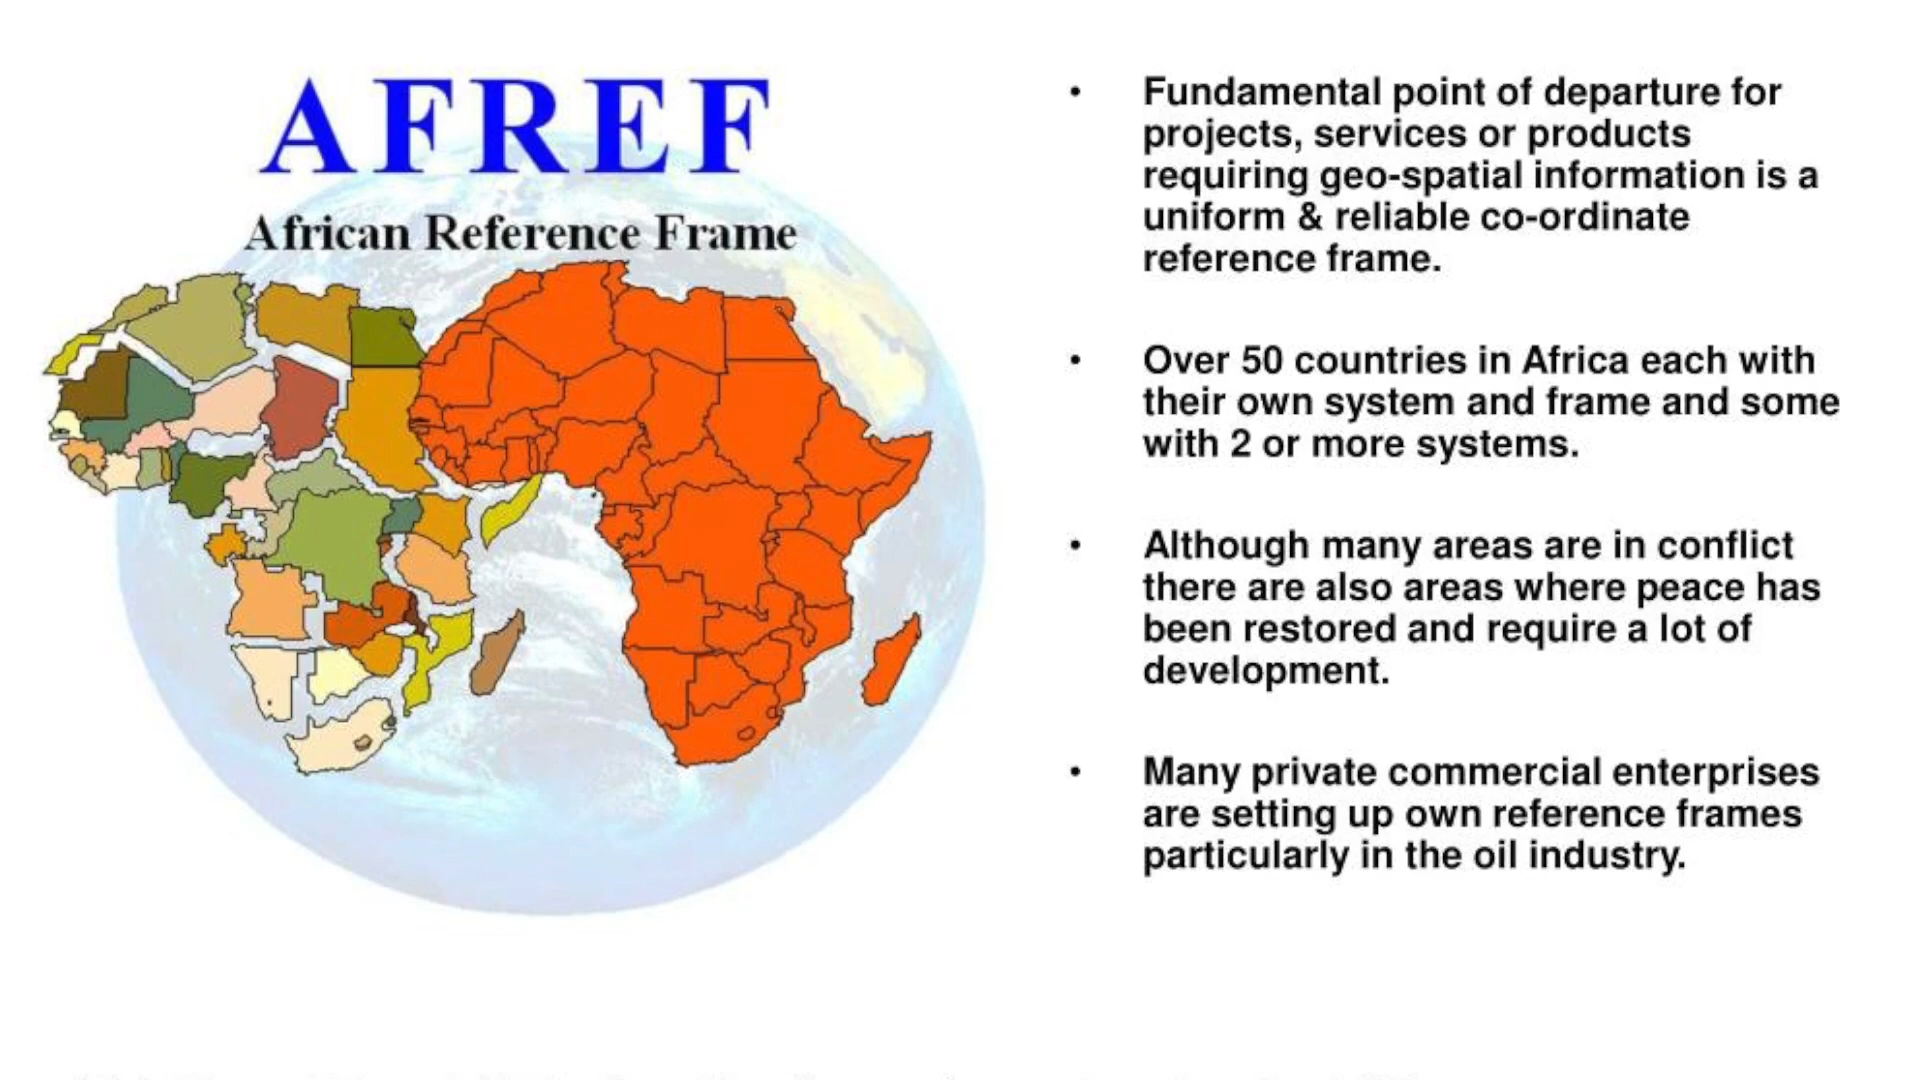 AFREF
African Reference Frame
• Fundamental point of departure for
projects, services or products
requiring geo-spatial information is a
uniform & reliable co-ordinate
reference frame.
• Over 50 countries in Africa each with
their own system and frame and some
with 2 or more systems.
• Although many areas are in conflict
there are also areas where peace has
been restored and require a lot of
development.
• Many private commercial enterprises
are setting up own reference frames
particularly in the oil industry.